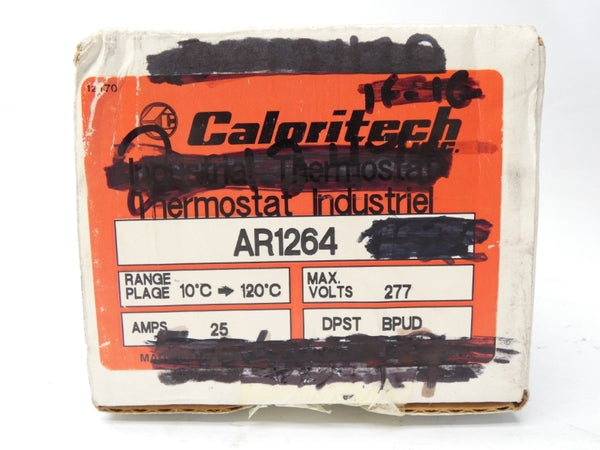 12170
16-16
Caloritech
Industrial Thermostat
Thermostat Industriel
AR1264
RANGE
PLAGE 10°C → 120°C
MAX.
VOLTS 277
AMPS 25
DPST BPUD